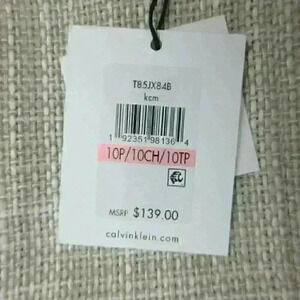 T85JX84B
kcm
1 92351 98136 4
10P/10CH/10TP
MSRP $139.00
calvinklein.com